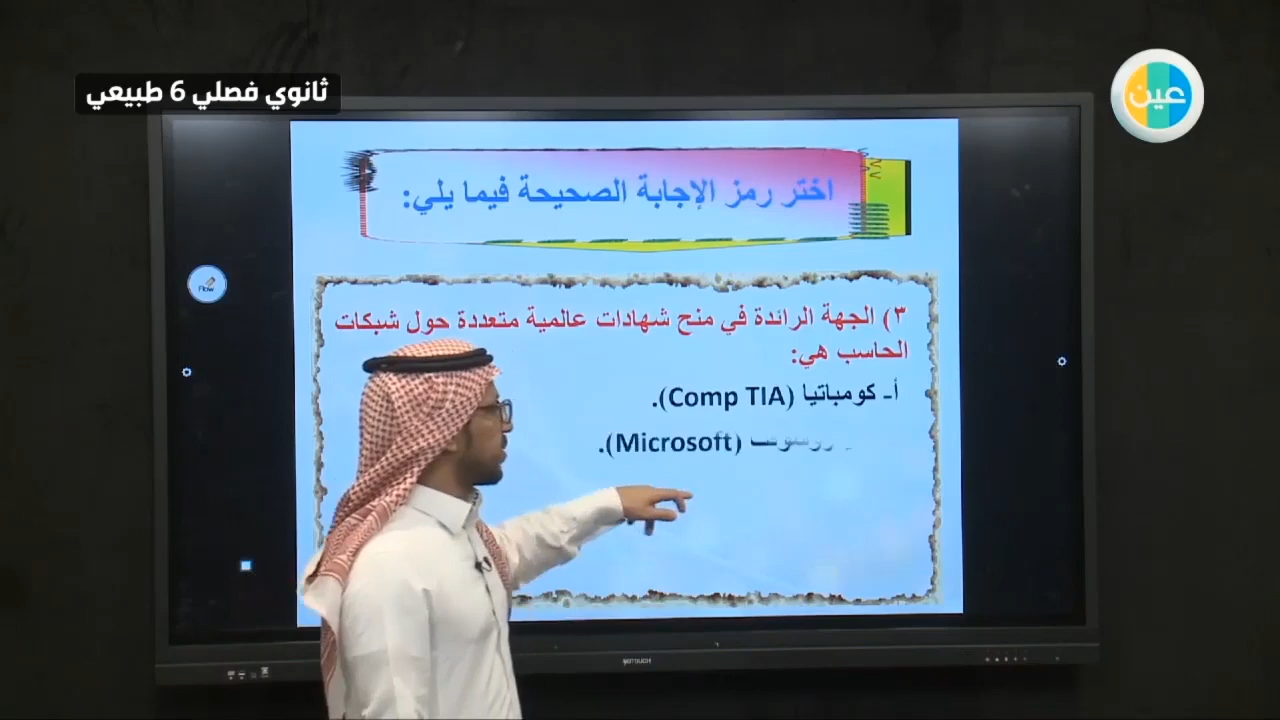 ثانوي فصلي 6 طبيعي
عين
اختر رمز الإجابة الصحيحة فيما يلي:
٣) الجهة الرائدة في منح شهادات عالمية متعددة حول شبكات
الحاسب هي:
أ- كومباتيا (Comp TIA).
(Microsoft).
Flow